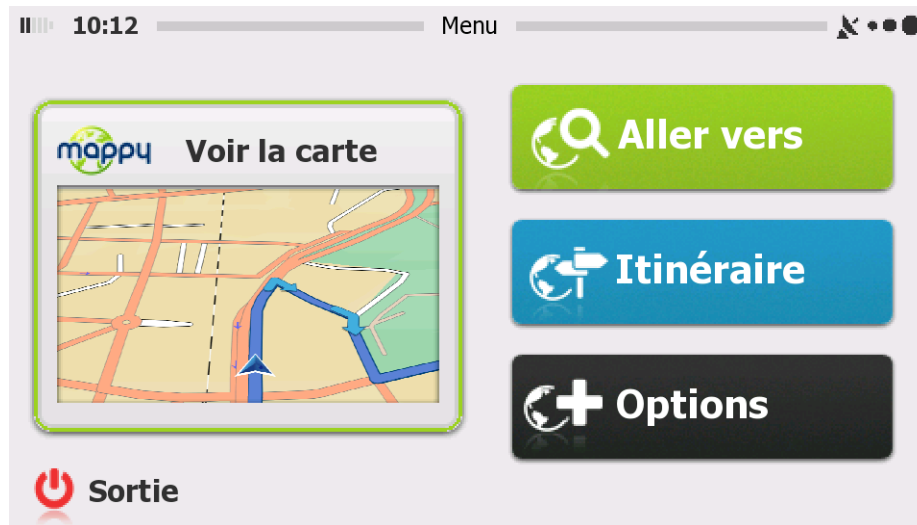 10:12 Menu
mappy Voir la carte
Aller vers
Itinéraire
Options
Sortie